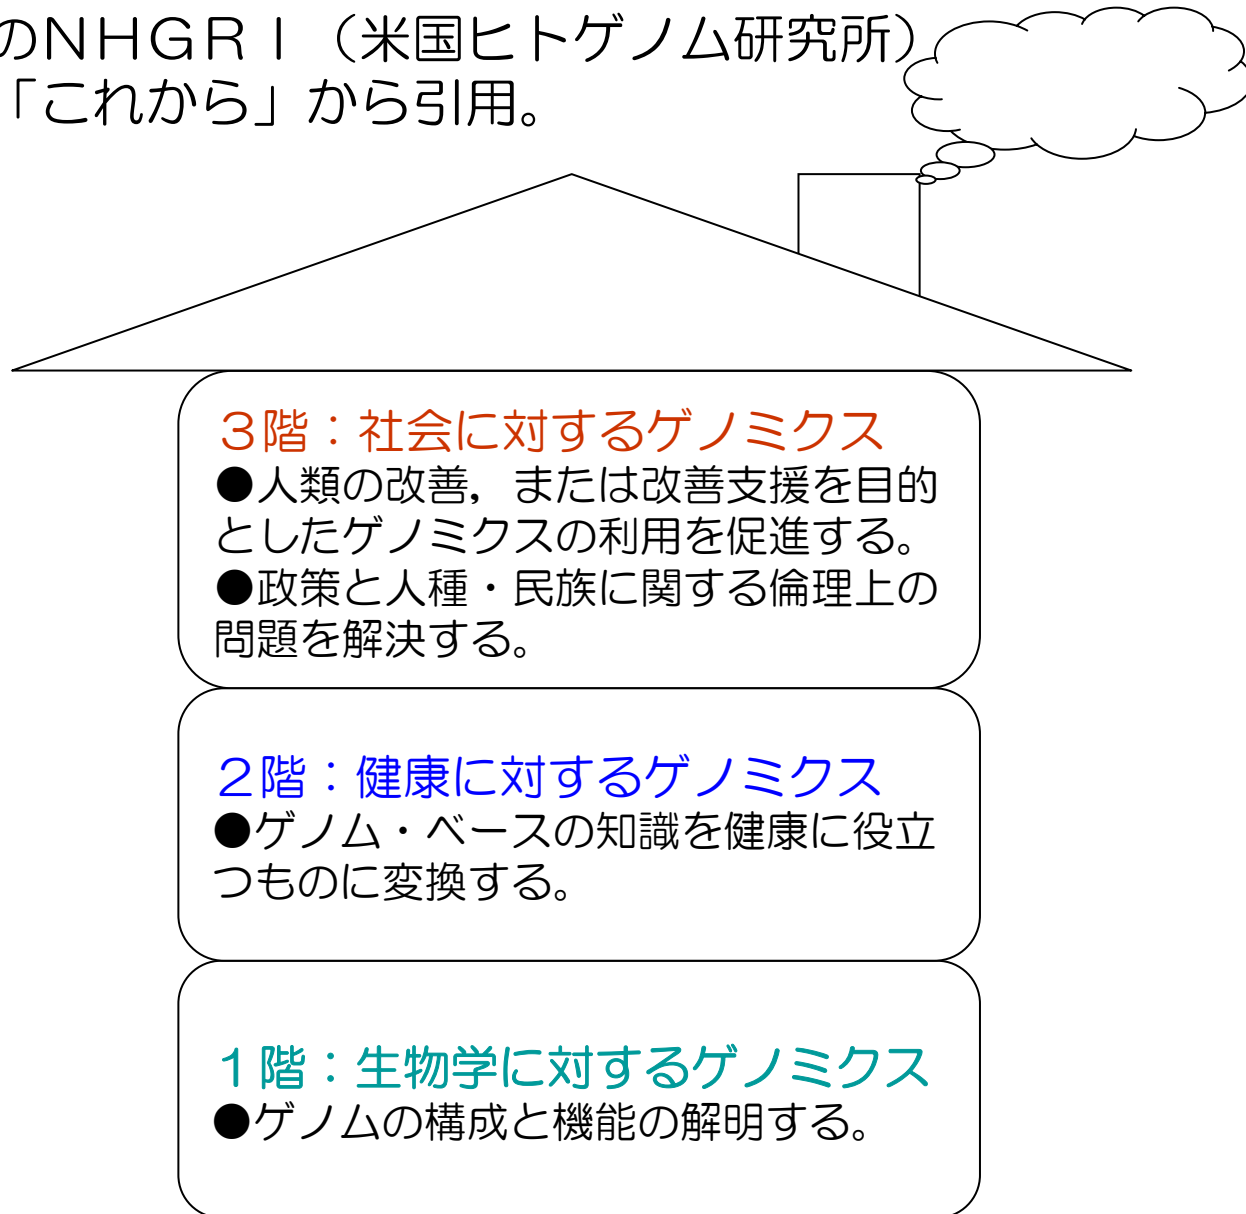 のNHGRI（米国ヒトゲノム研究所）
「これから」から引用。
３階：社会に対するゲノミクス
●人類の改善，または改善支援を目的
としたゲノミクスの利用を促進する。
●政策と人種・民族に関する倫理上の
問題を解決する。
２階：健康に対するゲノミクス
●ゲノム・ベースの知識を健康に役立
つものに変換する。
１階：生物学に対するゲノミクス
●ゲノムの構成と機能の解明する。